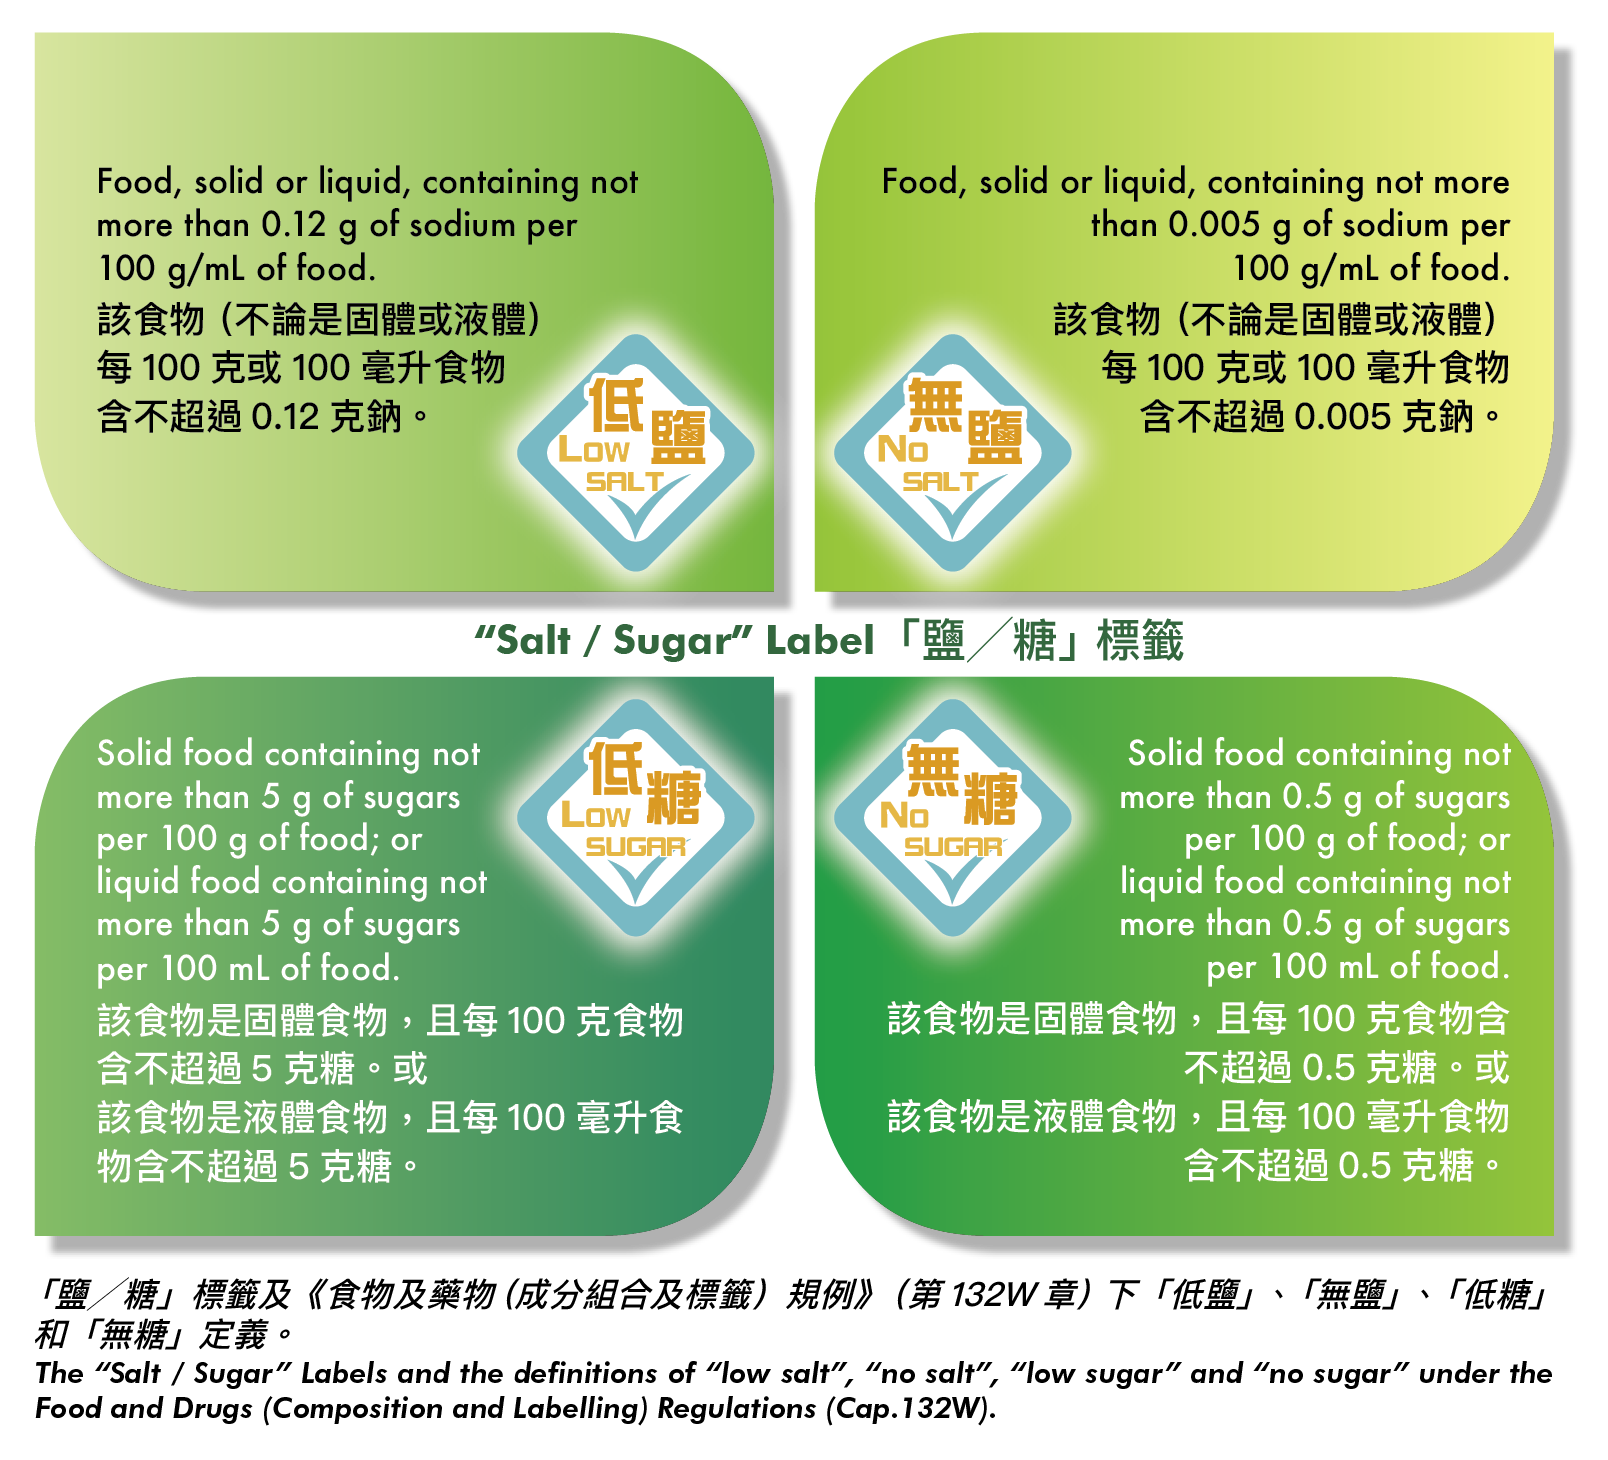 Food, solid or liquid, containing not
more than 0.12 g of sodium per
100 g/mL of food.
該食物（不論是固體或液體）
每 100 克或 100 毫升食物
含不超過 0.12 克鈉。
低鹽
Low
SALT
Food, solid or liquid, containing not more
than 0.005 g of sodium per
100 g/mL of food.
該食物（不論是固體或液體）
每 100 克或 100 毫升食物
含不超過 0.005 克鈉。
無鹽
No
SALT
“Salt / Sugar” Label「鹽／糖」標籤
Solid food containing not
more than 5 g of sugars
per 100 g of food; or
liquid food containing not
more than 5 g of sugars
per 100 mL of food.
該食物是固體食物，且每 100 克食物
含不超過 5 克糖。或
該食物是液體食物，且每 100 毫升食
物含不超過 5 克糖。
低糖
Low
SUGAR
Solid food containing not
more than 0.5 g of sugars
per 100 g of food; or
liquid food containing not
more than 0.5 g of sugars
per 100 mL of food.
該食物是固體食物，且每 100 克食物含
不超過 0.5 克糖。或
該食物是液體食物，且每 100 毫升食物
含不超過 0.5 克糖。
無糖
No
SUGAR
「鹽／糖」標籤及《食物及藥物（成分組合及標籤）規例》（第 132W 章）下「低鹽」、「無鹽」、「低糖」
和「無糖」定義。
The “Salt / Sugar” Labels and the definitions of “low salt”, “no salt”, “low sugar” and “no sugar” under the
Food and Drugs (Composition and Labelling) Regulations (Cap.132W).